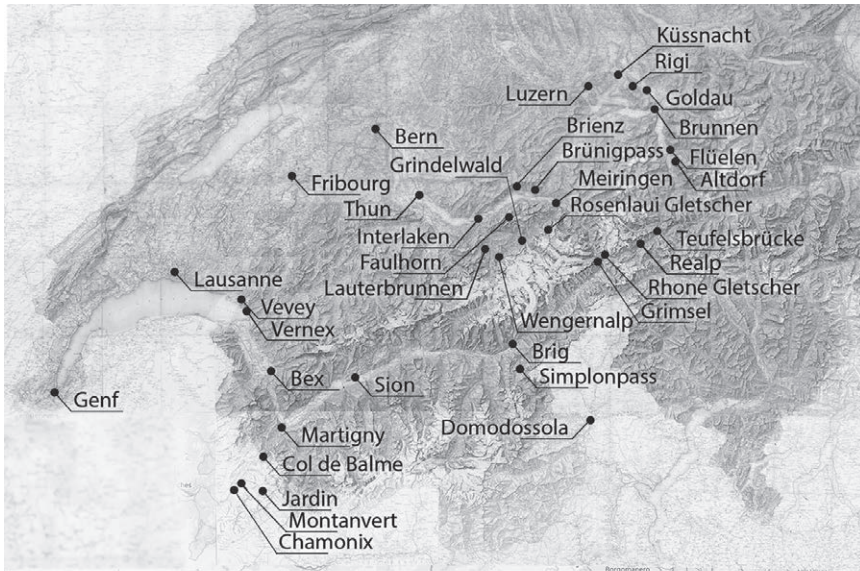 Küssnacht
Rigi
Luzern
Goldau
Brienz
Brunnen
Bern
Grindelwald
Brünigpass
Flüelen
Meiringen
Altdorf
Fribourg
Thun
Rosenlaui Gletscher
Interlaken
Teufelsbrücke
Faulhorn
Realp
Lausanne
Lauterbrunnen
Rhone Gletscher
Vevey
Grimsel
Vernex
Wengernalp
Brig
Bex
Sion
Simplonpass
Genf
Martigny
Domodossola
Col de Balme
Jardin
Montanvert
Chamonix
Borgomanero